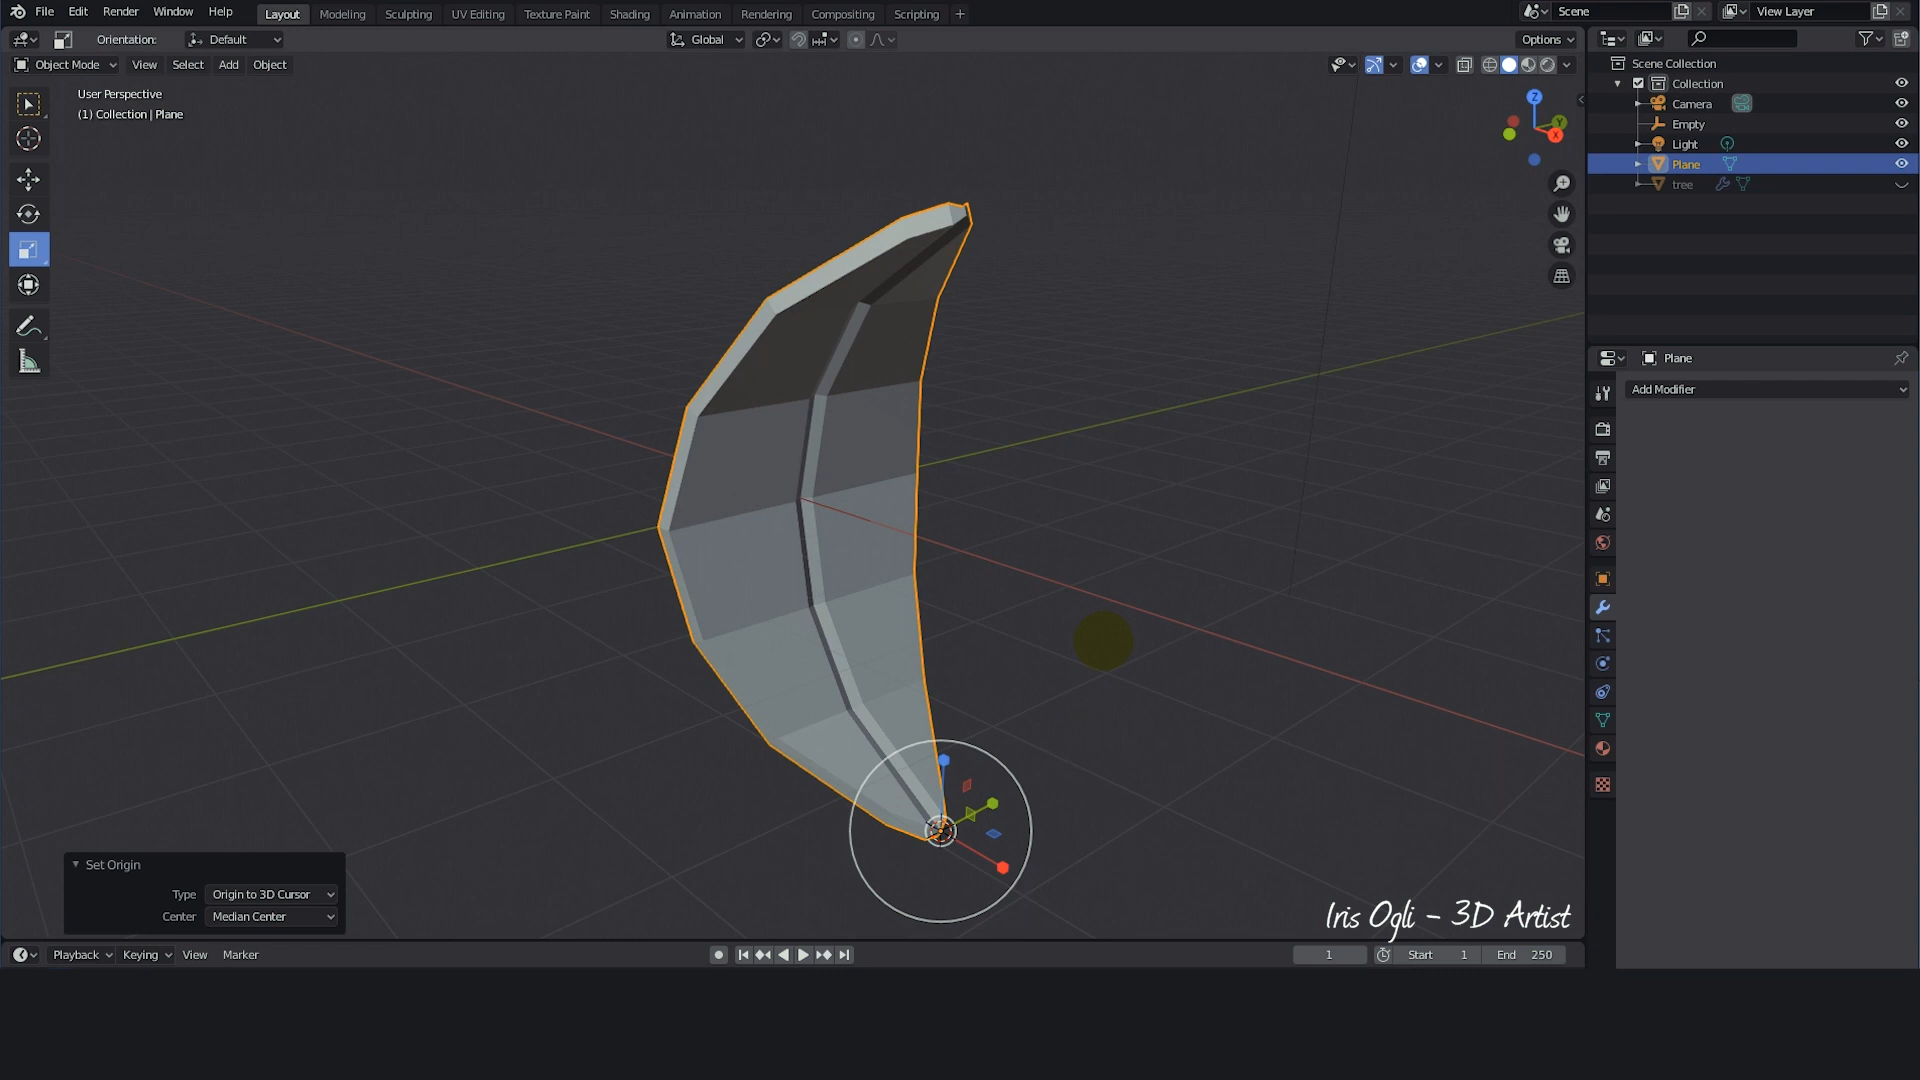 File Edit Render Window Help Layout Modeling Sculpting UV Editing Texture Paint Shading Animation Rendering Compositing Scripting + Scene View Layer
Orientation: Default Global Options
Object Mode View Select Add Object
User Perspective
(1) Collection | Plane
Z
Y
X
Scene Collection
Collection
Camera
Empty
Light
Plane
tree
Plane
Add Modifier
Set Origin
Type Origin to 3D Cursor
Center Median Center
Iris Ogli - 3D Artist
Playback Keying View Marker 1 Start 1 End 250